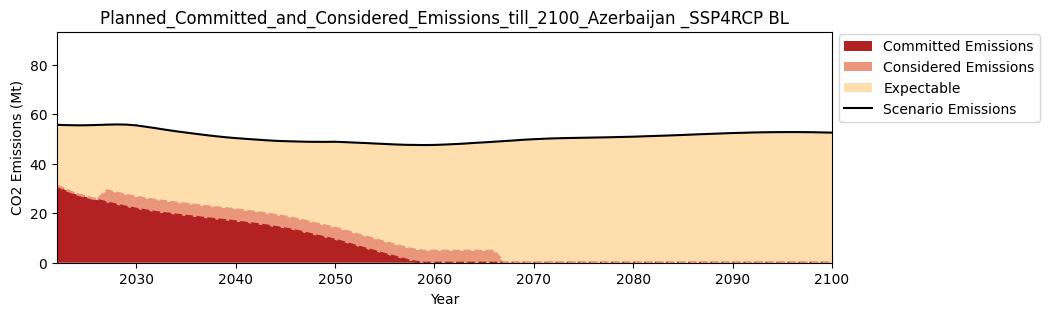 Planned_Committed_and_Considered_Emissions_till_2100_Azerbaijan _SSP4RCP BL
Committed Emissions
Considered Emissions
Expectable
Scenario Emissions
CO2 Emissions (Mt)
80
60
40
20
0
2030 2040 2050 2060 2070 2080 2090 2100
Year